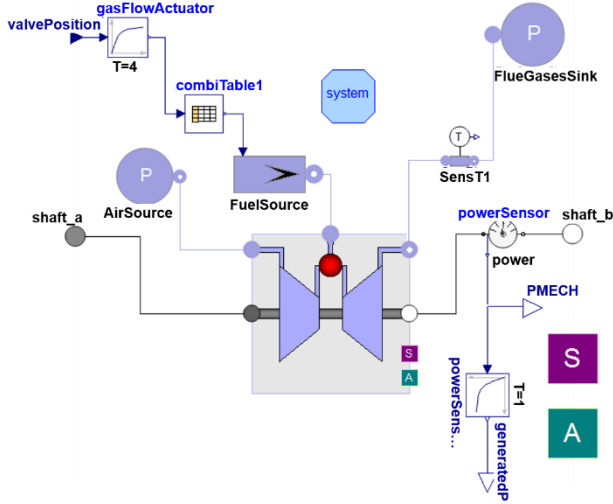 gasFlowActuator
valvePosition
T=4
combiTable1
system
P
FlueGasesSink
T
SensT1
P
AirSource
FuelSource
shaft_a
powerSensor
shaft_b
power
PMECH
S
A
S
A
T=1
powerSens...
generatedP